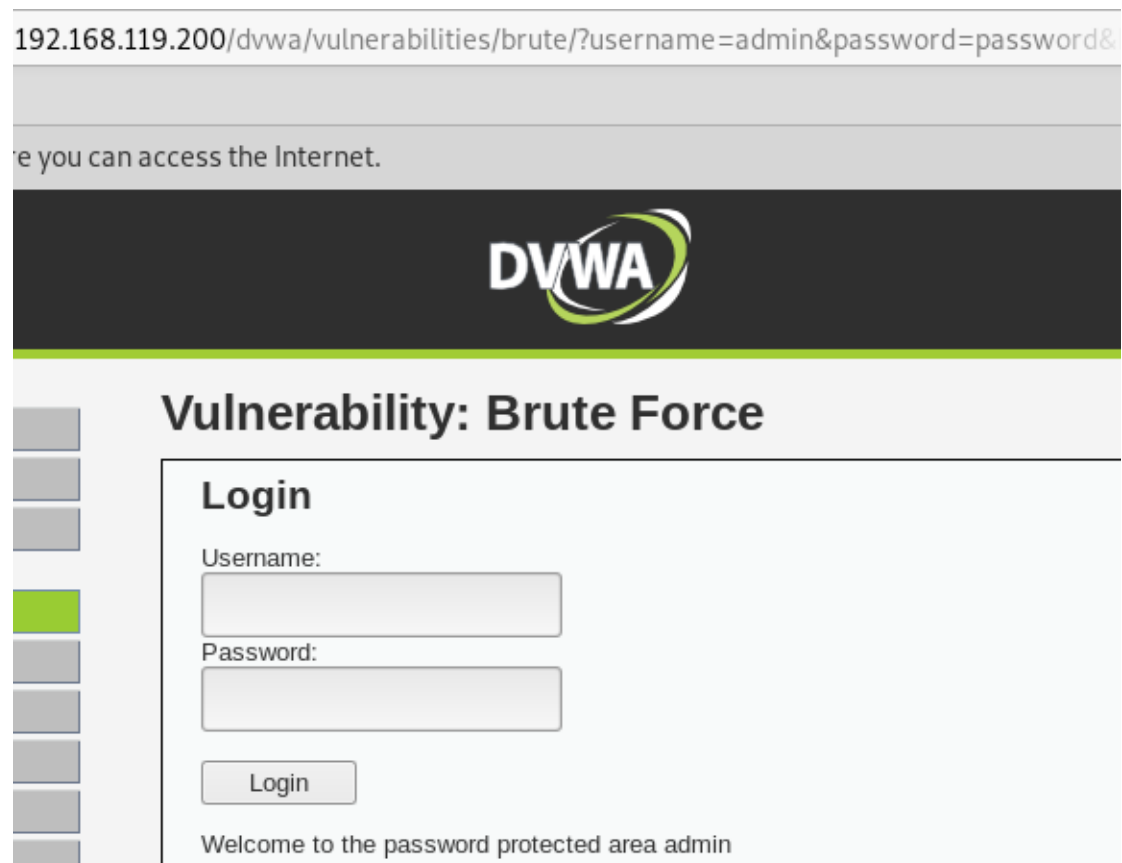 192.168.119.200/dvwa/vulnerabilities/brute/?username=admin&password=password&
re you can access the Internet.
DVWA
Vulnerability: Brute Force
Login
Username:
Password:
Login
Welcome to the password protected area admin